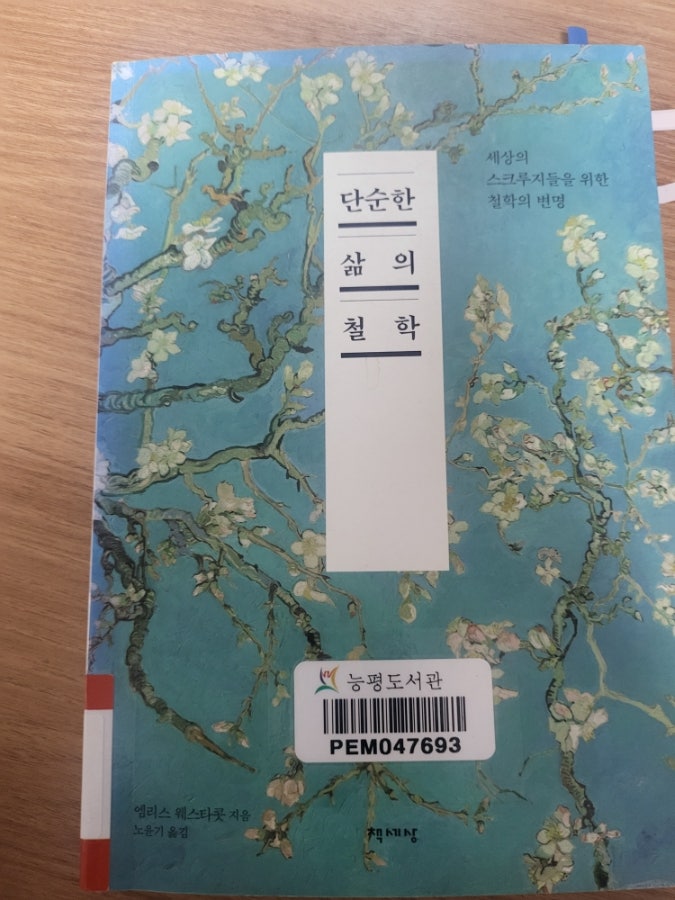 세상의
스크루지들을 위한
철학의 변명
단순한
삶의
철학
능평도서관
PEM047693
엠리스 웨스타콧 지음
노윤기 옮김
책세상